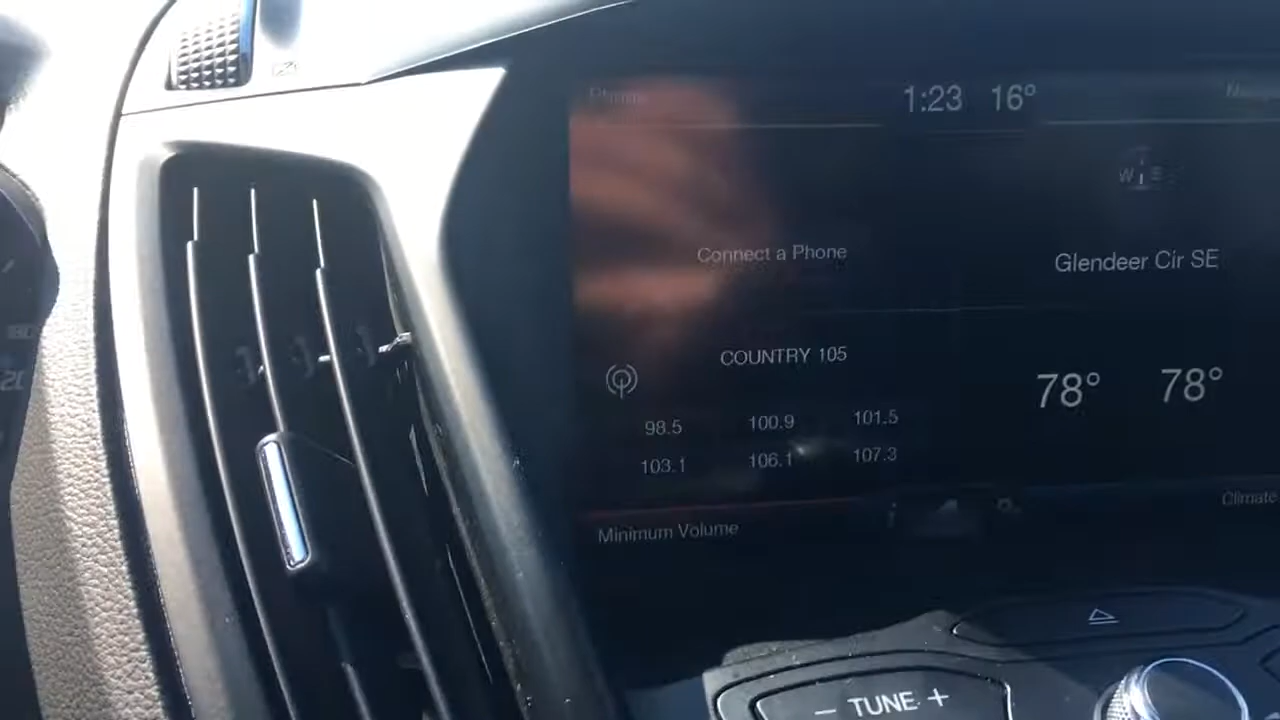 Phone 1:23 16°
W E
Connect a Phone
Glendeer Cir SE
COUNTRY 105
78° 78°
98.5 100.9 101.5
103.1 106.1 107.3
Climate
Minimum Volume
– TUNE +